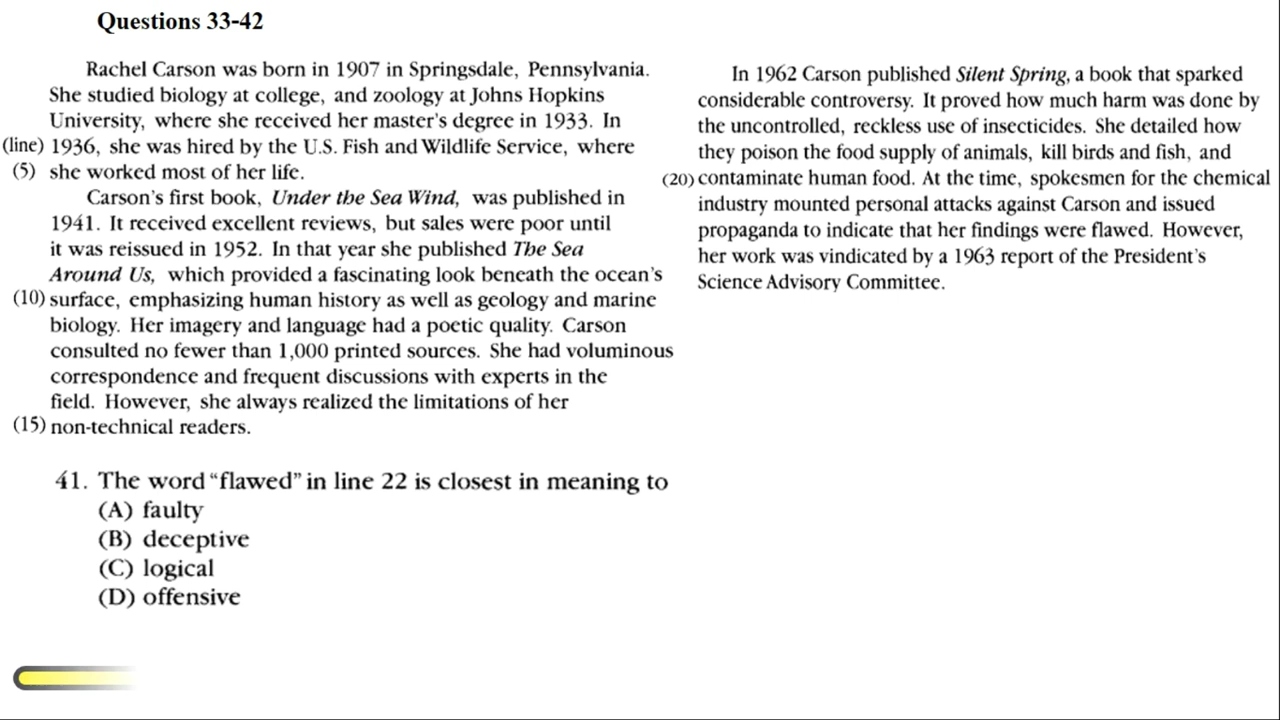 Questions 33-42
Rachel Carson was born in 1907 in Springsdale, Pennsylvania.
She studied biology at college, and zoology at Johns Hopkins
University, where she received her master's degree in 1933. In
(line) 1936, she was hired by the U.S. Fish and Wildlife Service, where
(5) she worked most of her life.
Carson's first book, Under the Sea Wind, was published in
1941. It received excellent reviews, but sales were poor until
it was reissued in 1952. In that year she published The Sea
Around Us, which provided a fascinating look beneath the ocean's
(10) surface, emphasizing human history as well as geology and marine
biology. Her imagery and language had a poetic quality. Carson
consulted no fewer than 1,000 printed sources. She had voluminous
correspondence and frequent discussions with experts in the
field. However, she always realized the limitations of her
(15) non-technical readers.
In 1962 Carson published Silent Spring, a book that sparked
considerable controversy. It proved how much harm was done by
the uncontrolled, reckless use of insecticides. She detailed how
they poison the food supply of animals, kill birds and fish, and
(20) contaminate human food. At the time, spokesmen for the chemical
industry mounted personal attacks against Carson and issued
propaganda to indicate that her findings were flawed. However,
her work was vindicated by a 1963 report of the President's
Science Advisory Committee.
41. The word "flawed" in line 22 is closest in meaning to
(A) faulty
(B) deceptive
(C) logical
(D) offensive